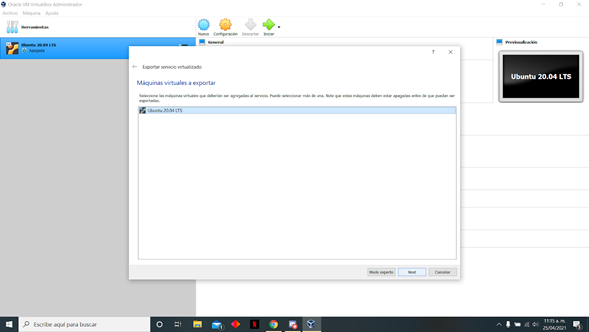 Oracle VM VirtualBox Administrador
Archivo Máquina Ayuda
Herramientas
Nueva Configuración Descartar Iniciar
Ubuntu 20.04 LTS
Apagada
General
Previsualización
Ubuntu 20.04 LTS
? ×
← Exportar servicio virtualizado
Máquinas virtuales a exportar
Seleccione las máquinas virtuales que deberían ser agregadas al servicio. Puede seleccionar más de una. Note que estas máquinas deben estar apagadas antes de que puedan ser
exportadas.
Ubuntu 20.04 LTS
Modo experto Next Cancelar
Escribe aquí para buscar
11:15 a. m.
25/04/2021